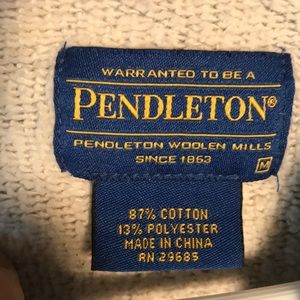 WARRANTED TO BE A
PENDLETON®
PENDLETON WOOLEN MILLS
SINCE 1863
M
87% COTTON
13% POLYESTER
MADE IN CHINA
RN 29685